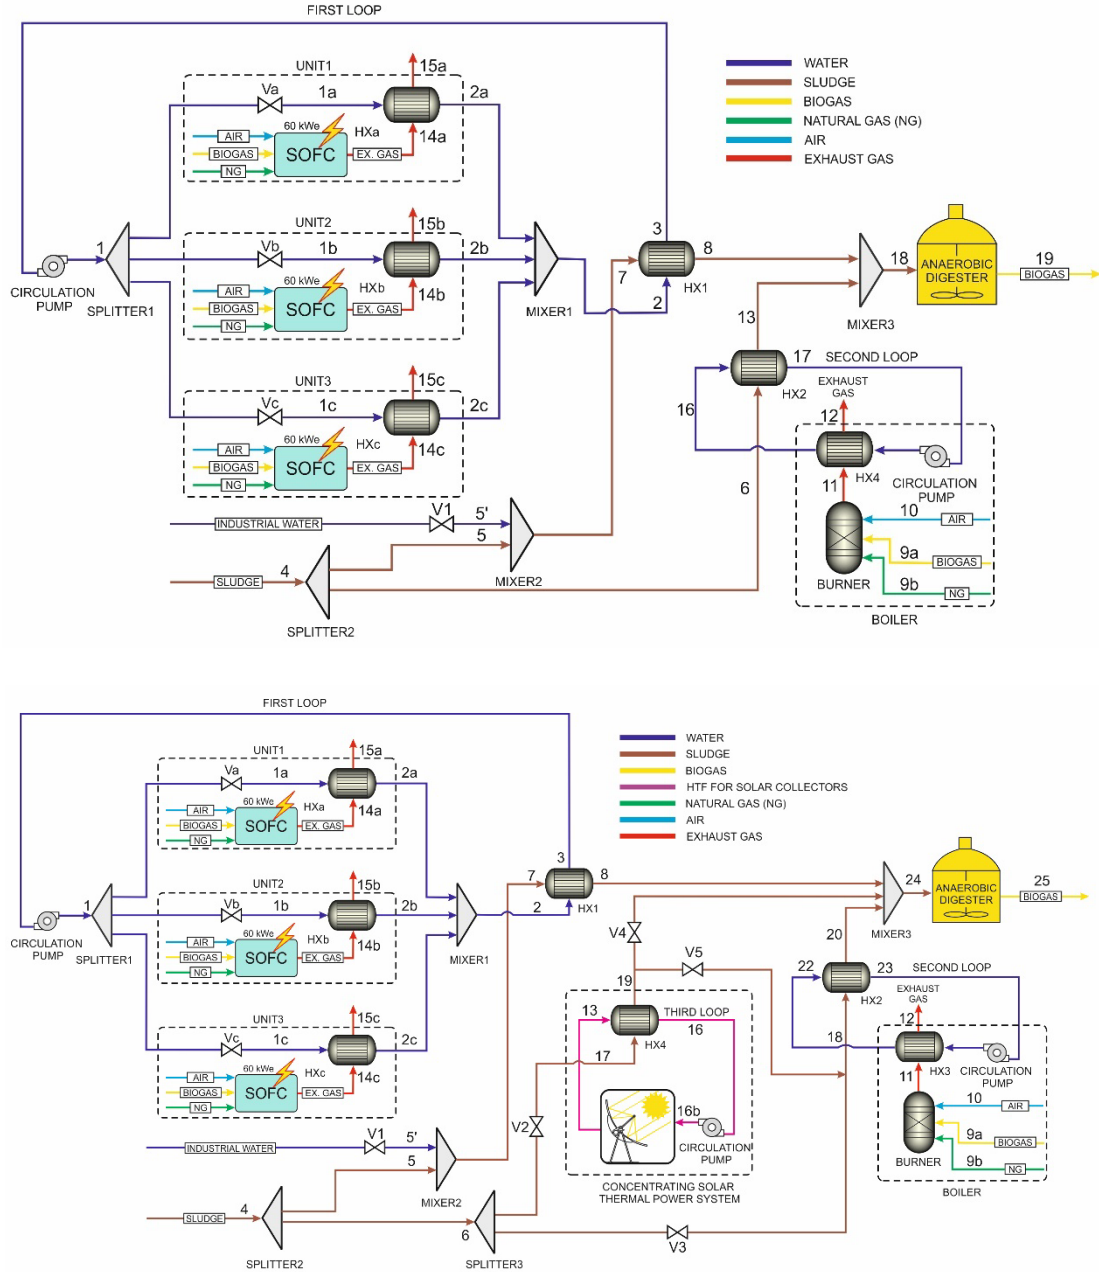 FIRST LOOP
UNIT1
15a
Va
1a
2a
60 kWe
HXa
14a
AIR
BIOGAS
NG
SOFC
EX. GAS
WATER
SLUDGE
BIOGAS
NATURAL GAS (NG)
AIR
EXHAUST GAS
UNIT2
15b
Vb
1b
2b
60 kWe
HXb
14b
AIR
BIOGAS
NG
SOFC
EX. GAS
1
CIRCULATION
PUMP
SPLITTER1
MIXER1
3
7
8
HX1
2
18
MIXER3
ANAEROBIC
DIGESTER
19
BIOGAS
UNIT3
15c
Vc
1c
2c
60 kWe
HXc
14c
AIR
BIOGAS
NG
SOFC
EX. GAS
13
17
SECOND LOOP
HX2
16
EXHAUST
GAS
12
HX4
CIRCULATION
PUMP
11
6
10
AIR
9a
BIOGAS
9b
NG
BURNER
BOILER
INDUSTRIAL WATER
V1
5'
5
MIXER2
SLUDGE
4
SPLITTER2
FIRST LOOP
UNIT1
15a
Va
1a
2a
60 kWe
HXa
14a
AIR
BIOGAS
NG
SOFC
EX. GAS
WATER
SLUDGE
BIOGAS
HTF FOR SOLAR COLLECTORS
NATURAL GAS (NG)
AIR
EXHAUST GAS
UNIT2
15b
Vb
1b
2b
60 kWe
HXb
14b
AIR
BIOGAS
NG
SOFC
EX. GAS
1
CIRCULATION
PUMP
SPLITTER1
MIXER1
3
7
8
HX1
2
24
MIXER3
ANAEROBIC
DIGESTER
25
BIOGAS
V4
V5
20
UNIT3
15c
Vc
1c
2c
60 kWe
HXc
14c
AIR
BIOGAS
NG
SOFC
EX. GAS
19
13
THIRD LOOP
16
HX4
17
16b
CIRCULATION
PUMP
CONCENTRATING SOLAR
THERMAL POWER SYSTEM
22
23
SECOND LOOP
HX2
18
EXHAUST
GAS
12
HX3
CIRCULATION
PUMP
11
10
AIR
9a
BIOGAS
9b
NG
BURNER
BOILER
INDUSTRIAL WATER
V1
5'
5
MIXER2
V2
SLUDGE
4
SPLITTER2
6
SPLITTER3
V3